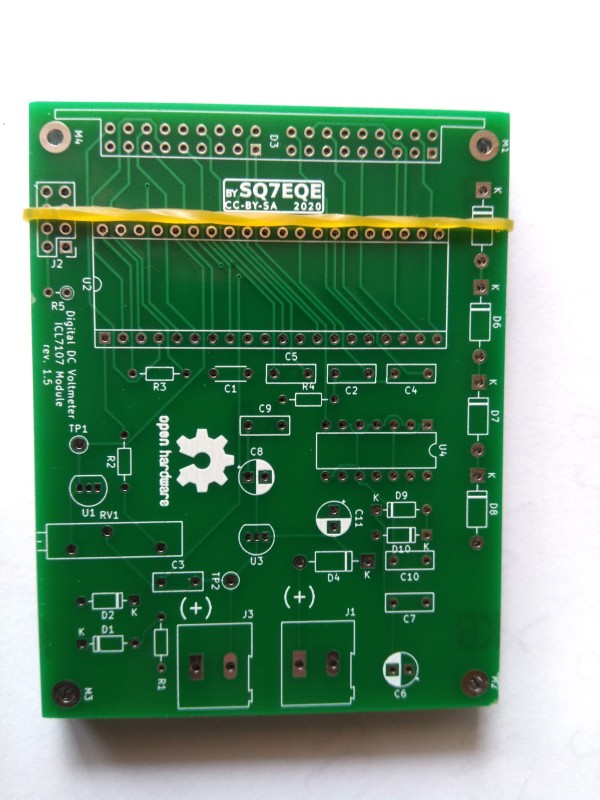 M4
D3
M1
K
BY SQ7EQE
CC-BY-SA 2020
J2
U2
K
R5
D6
Digital DC Voltmeter
ICL7107 Module
rev. 1.5
C5
R3
C1
R4
C2
C4
K
C9
D7
TP1
open hardware
R2
C8
U4
K
U1
C11
K
D9
D8
RV1
U3
D10
K
C3
TP2
D4
K
C10
D2
K
(+)
(+)
C7
K
D1
J3
J1
R1
M3
C6
M2